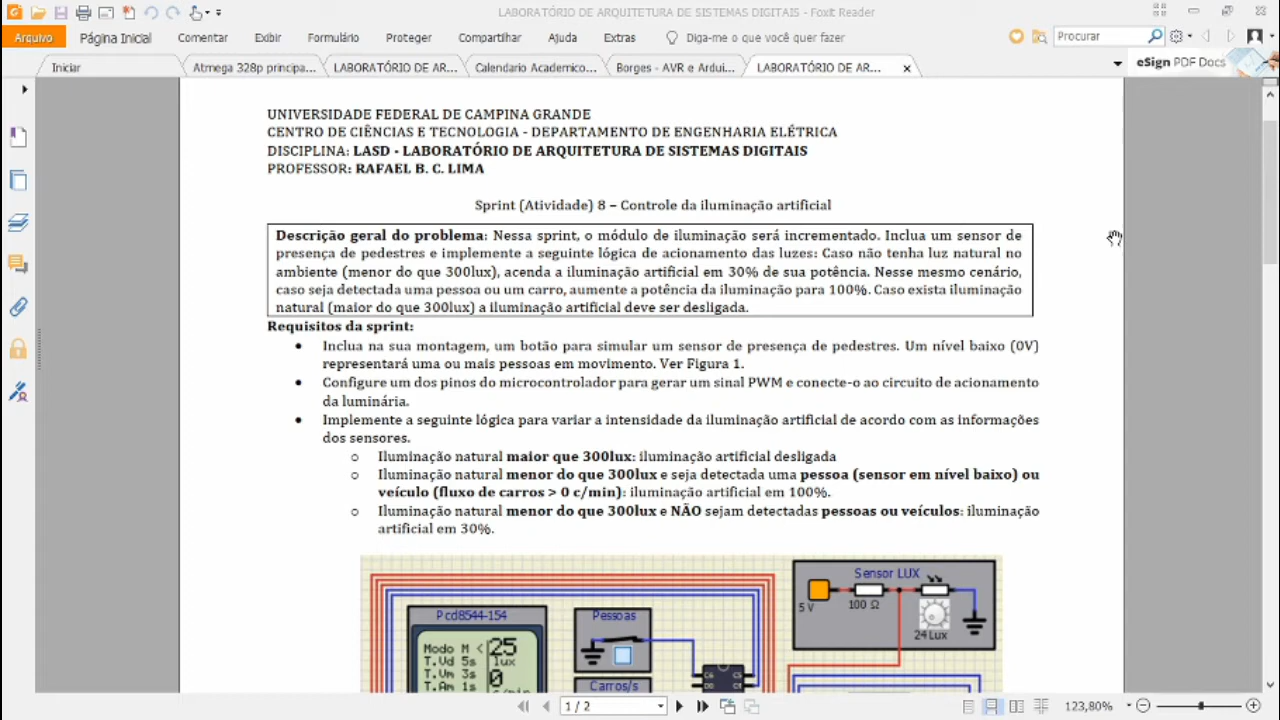 LABORATÓRIO DE ARQUITETURA DE SISTEMAS DIGITAIS - Foxit Reader
Arquivo Página Inicial Comentar Exibir Formulário Proteger Compartilhar Ajuda Extras Diga-me o que você quer fazer Procurar
Iniciar Atmega 328p principa... LABORATÓRIO DE AR... Calendario Academico... Borges - AVR e Ardui... LABORATÓRIO DE AR... eSign PDF Docs
UNIVERSIDADE FEDERAL DE CAMPINA GRANDE
CENTRO DE CIÊNCIAS E TECNOLOGIA - DEPARTAMENTO DE ENGENHARIA ELÉTRICA
DISCIPLINA: LASD - LABORATÓRIO DE ARQUITETURA DE SISTEMAS DIGITAIS
PROFESSOR: RAFAEL B. C. LIMA
Sprint (Atividade) 8 – Controle da iluminação artificial
Descrição geral do problema: Nessa sprint, o módulo de iluminação será incrementado. Inclua um sensor de
presença de pedestres e implemente a seguinte lógica de acionamento das luzes: Caso não tenha luz natural no
ambiente (menor do que 300lux), acenda a iluminação artificial em 30% de sua potência. Nesse mesmo cenário,
caso seja detectada uma pessoa ou um carro, aumente a potência da iluminação para 100%. Caso exista iluminação
natural (maior do que 300lux) a iluminação artificial deve ser desligada.
Requisitos da sprint:
• Inclua na sua montagem, um botão para simular um sensor de presença de pedestres. Um nível baixo (0V)
representará uma ou mais pessoas em movimento. Ver Figura 1.
• Configure um dos pinos do microcontrolador para gerar um sinal PWM e conecte-o ao circuito de acionamento
da luminária.
• Implemente a seguinte lógica para variar a intensidade da iluminação artificial de acordo com as informações
dos sensores.
o Iluminação natural maior que 300lux: iluminação artificial desligada
o Iluminação natural menor do que 300lux e seja detectada uma pessoa (sensor em nível baixo) ou
veículo (fluxo de carros > 0 c/min): iluminação artificial em 100%.
o Iluminação natural menor do que 300lux e NÃO sejam detectadas pessoas ou veículos: iluminação
artificial em 30%.
Sensor LUX
5 V
100 Ω
24 Lux
Pcd8544-154
Pessoas
Modo M < 25
T.Vd 5s lux
T.Vm 3s 0
T.Am 1s
Carros/s
1 / 2
123,80%